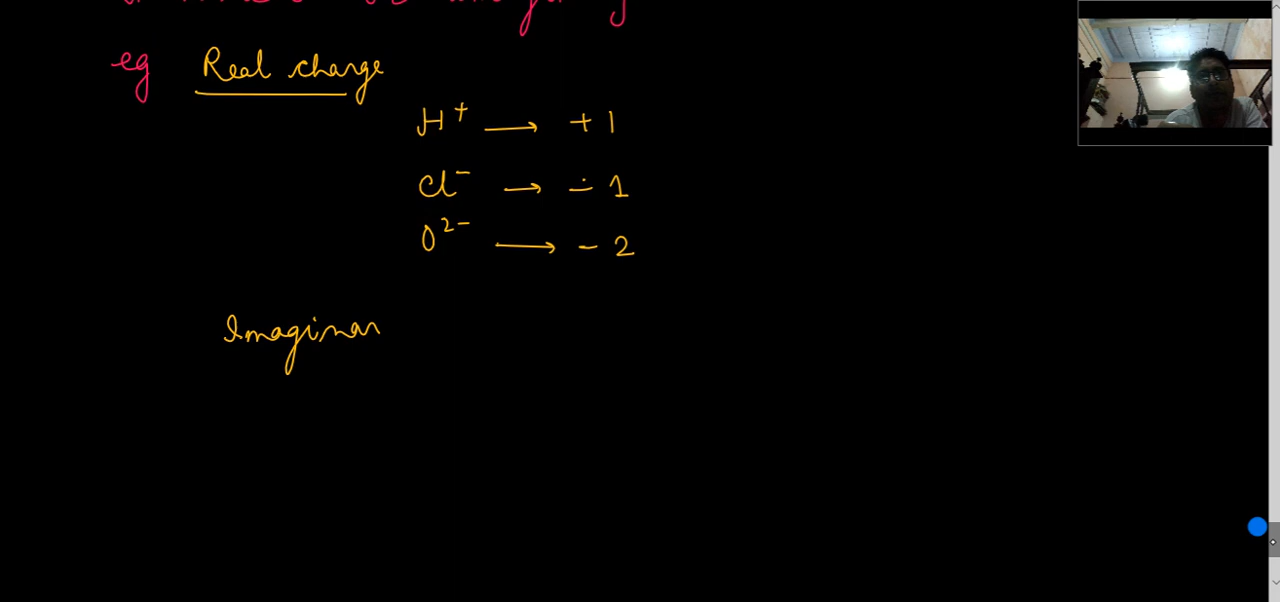 eg Real charge
H⁺ → +1
Cl⁻ → -1
O²⁻ → -2
Imaginar